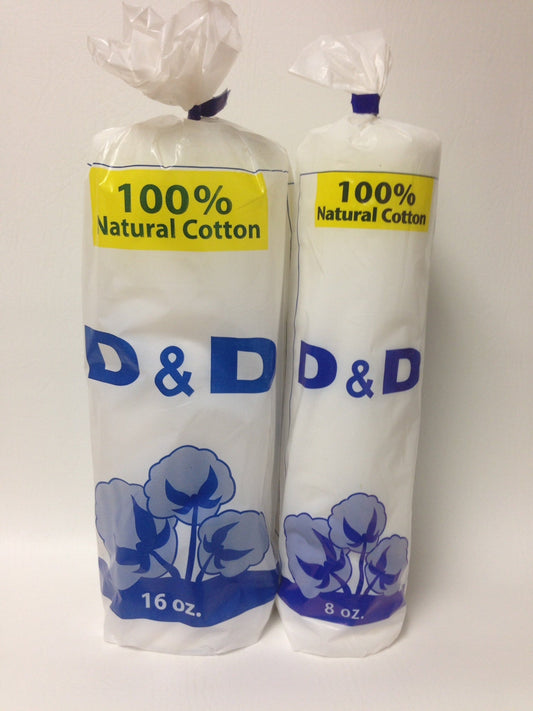 100%
Natural Cotton
D & D
16 oz.
100%
Natural Cotton
D & D
8 oz.